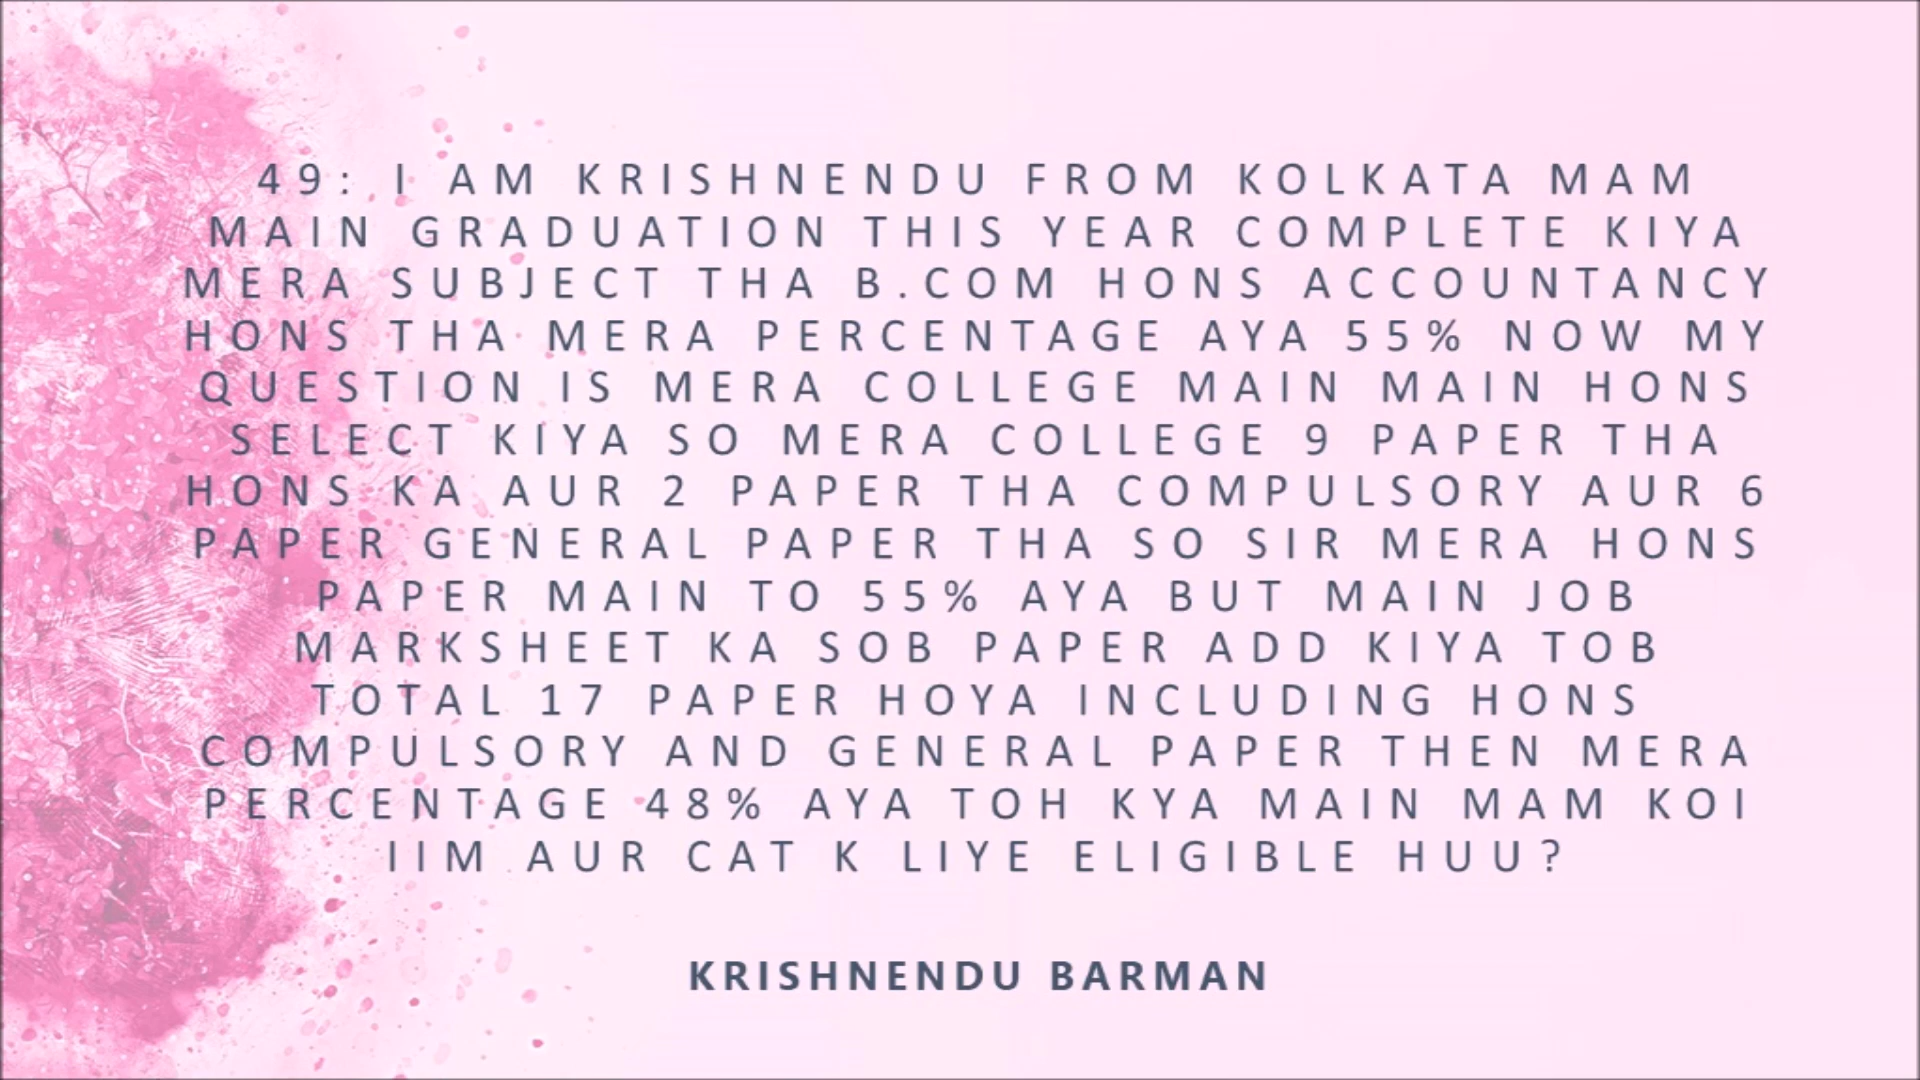 49: I AM KRISHNENDU FROM KOLKATA MAM
MAIN GRADUATION THIS YEAR COMPLETE KIYA
MERA SUBJECT THA B.COM HONS ACCOUNTANCY
HONS THA MERA PERCENTAGE AYA 55% NOW MY
QUESTION IS MERA COLLEGE MAIN MAIN HONS
SELECT KIYA SO MERA COLLEGE 9 PAPER THA
HONS KA AUR 2 PAPER THA COMPULSORY AUR 6
PAPER GENERAL PAPER THA SO SIR MERA HONS
PAPER MAIN TO 55% AYA BUT MAIN JOB
MARKSHEET KA SOB PAPER ADD KIYA TOB
TOTAL 17 PAPER HOYA INCLUDING HONS
COMPULSORY AND GENERAL PAPER THEN MERA
PERCENTAGE 48% AYA TOH KYA MAIN MAM KOI
IIM AUR CAT K LIYE ELIGIBLE HUU?
KRISHNENDU BARMAN